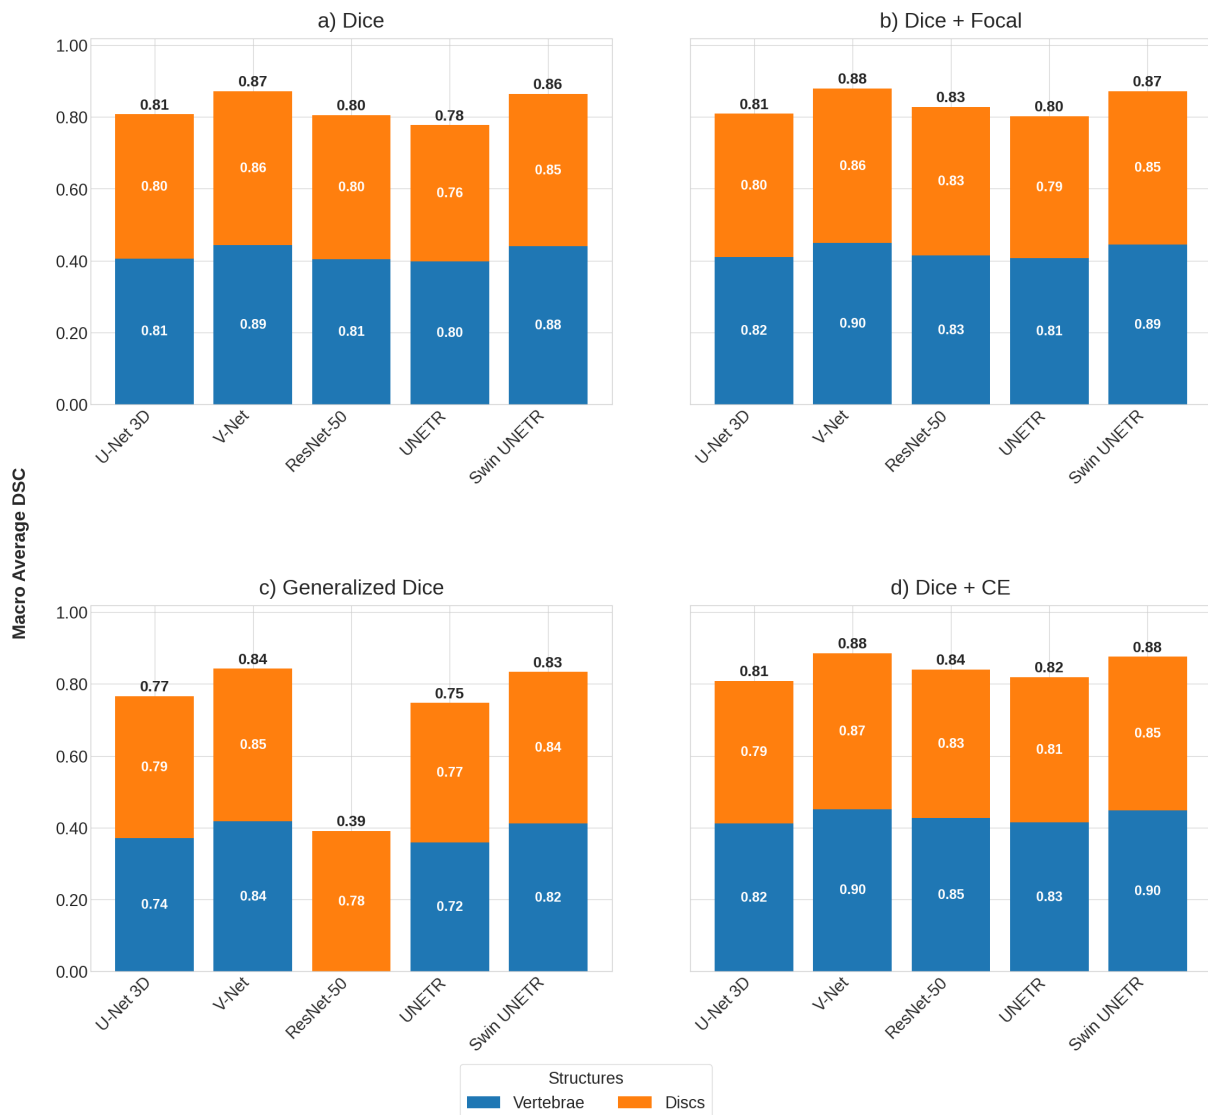 a) Dice
b) Dice + Focal
1.00
0.80
0.60
0.40
0.20
0.00
0.81
0.87
0.80
0.78
0.86
0.80
0.86
0.80
0.76
0.85
0.81
0.89
0.81
0.80
0.88
U-Net 3D
V-Net
ResNet-50
UNETR
Swin UNETR
0.81
0.88
0.83
0.80
0.87
0.80
0.86
0.83
0.79
0.85
0.82
0.90
0.83
0.81
0.89
U-Net 3D
V-Net
ResNet-50
UNETR
Swin UNETR
Macro Average DSC
c) Generalized Dice
d) Dice + CE
1.00
0.80
0.60
0.40
0.20
0.00
0.77
0.84
0.39
0.75
0.83
0.79
0.85
0.78
0.77
0.84
0.74
0.84
0.72
0.82
U-Net 3D
V-Net
ResNet-50
UNETR
Swin UNETR
0.81
0.88
0.84
0.82
0.88
0.79
0.87
0.83
0.81
0.85
0.82
0.90
0.85
0.83
0.90
U-Net 3D
V-Net
ResNet-50
UNETR
Swin UNETR
Structures
Vertebrae
Discs